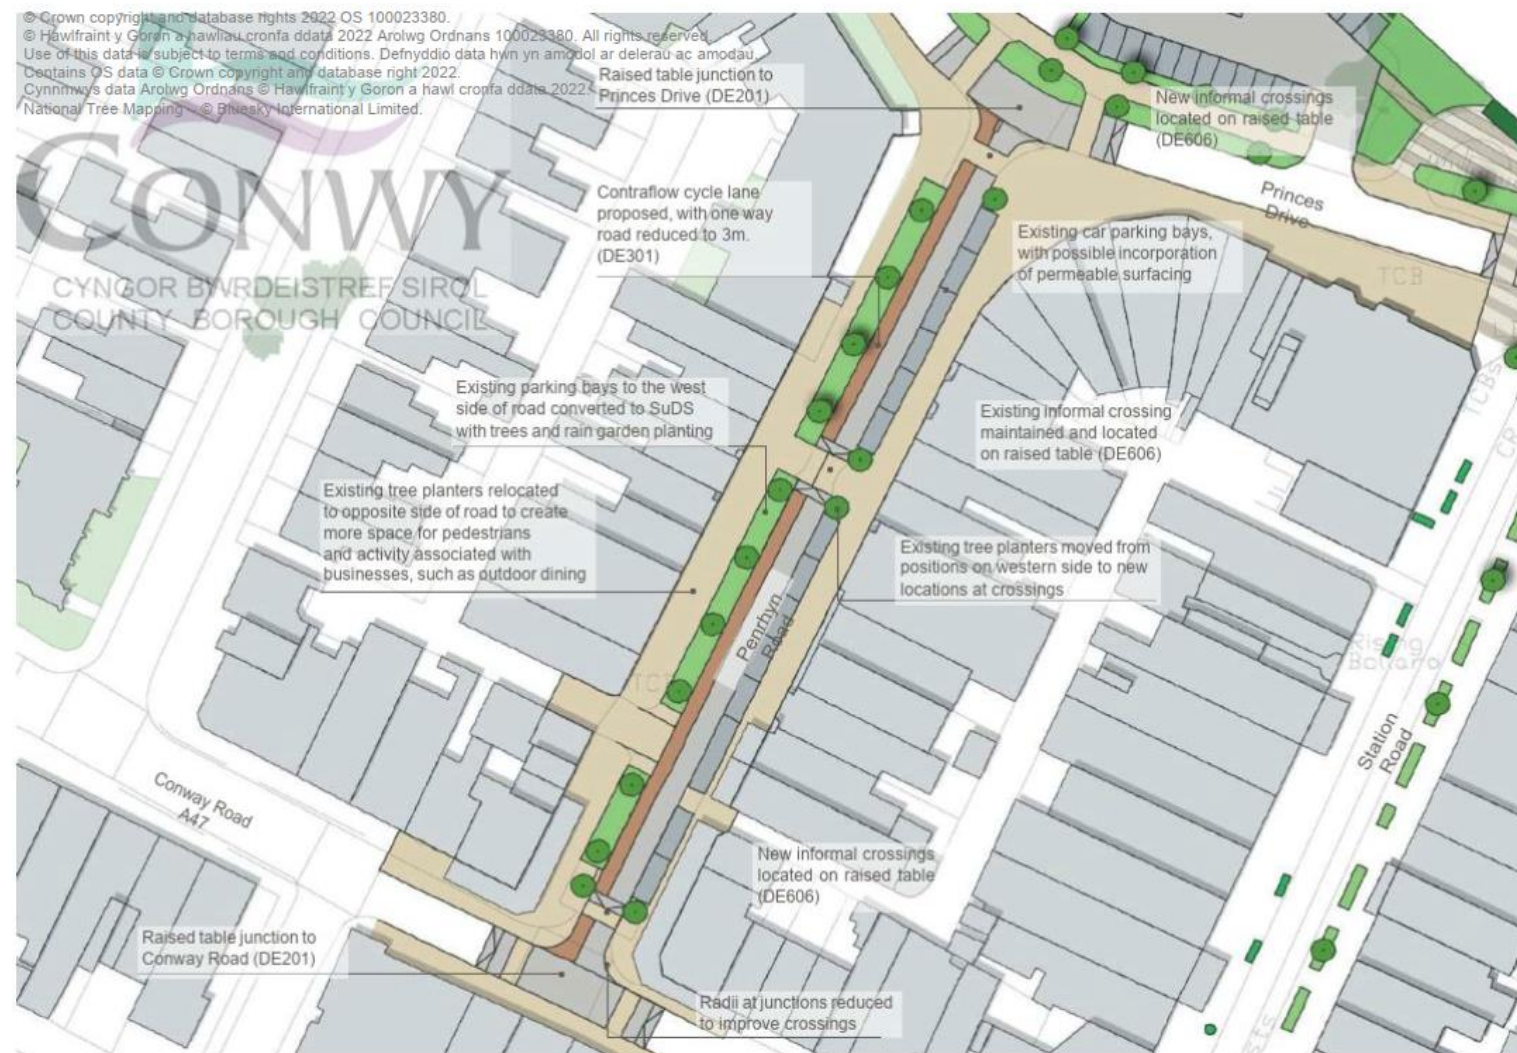 © Crown copyright and database rights 2022 OS 100023380.
© Hawlfraint y Goron a hawliau cronfa ddata 2022 Arolwg Ordnans 100023380. All rights reserved.
Use of this data is subject to terms and conditions. Defnyddio data hwn yn amodol ar delerau ac amodau.
Contains OS data © Crown copyright and database right 2022.
Cynnhwys data Arolwg Ordnans © Hawlfraint y Goron a hawl cronfa ddata 2022
National Tree Mapping - © Bluesky International Limited.
CONWY
CYNGOR BWRDEISTREF SIROL
COUNTY BOROUGH COUNCIL
Raised table junction to
Princes Drive (DE201)
New informal crossings
located on raised table
(DE606)
Contraflow cycle lane
proposed, with one way
road reduced to 3m.
(DE301)
Princes
Drive
Existing car parking bays,
with possible incorporation
of permeable surfacing
TCB
TCBs
Existing parking bays to the west
side of road converted to SuDS
with trees and rain garden planting
Existing informal crossing
maintained and located
on raised table (DE606)
Existing tree planters relocated
to opposite side of road to create
more space for pedestrians
and activity associated with
businesses, such as outdoor dining
Existing tree planters moved from
positions on western side to new
locations at crossings
Penrhyn
Road
Rising
Bollard
Station
Road
Conway Road
A47
New informal crossings
located on raised table
(DE606)
Raised table junction to
Conway Road (DE201)
Radii at junctions reduced
to improve crossings